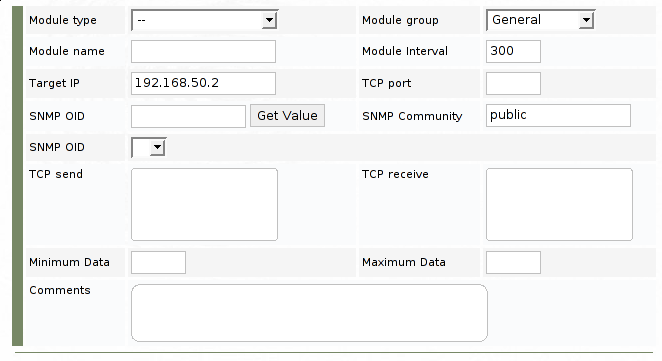 Module type -- Module group General
Module name Module Interval 300
Target IP 192.168.50.2 TCP port
SNMP OID Get Value SNMP Community public
SNMP OID
TCP send TCP receive
Minimum Data Maximum Data
Comments